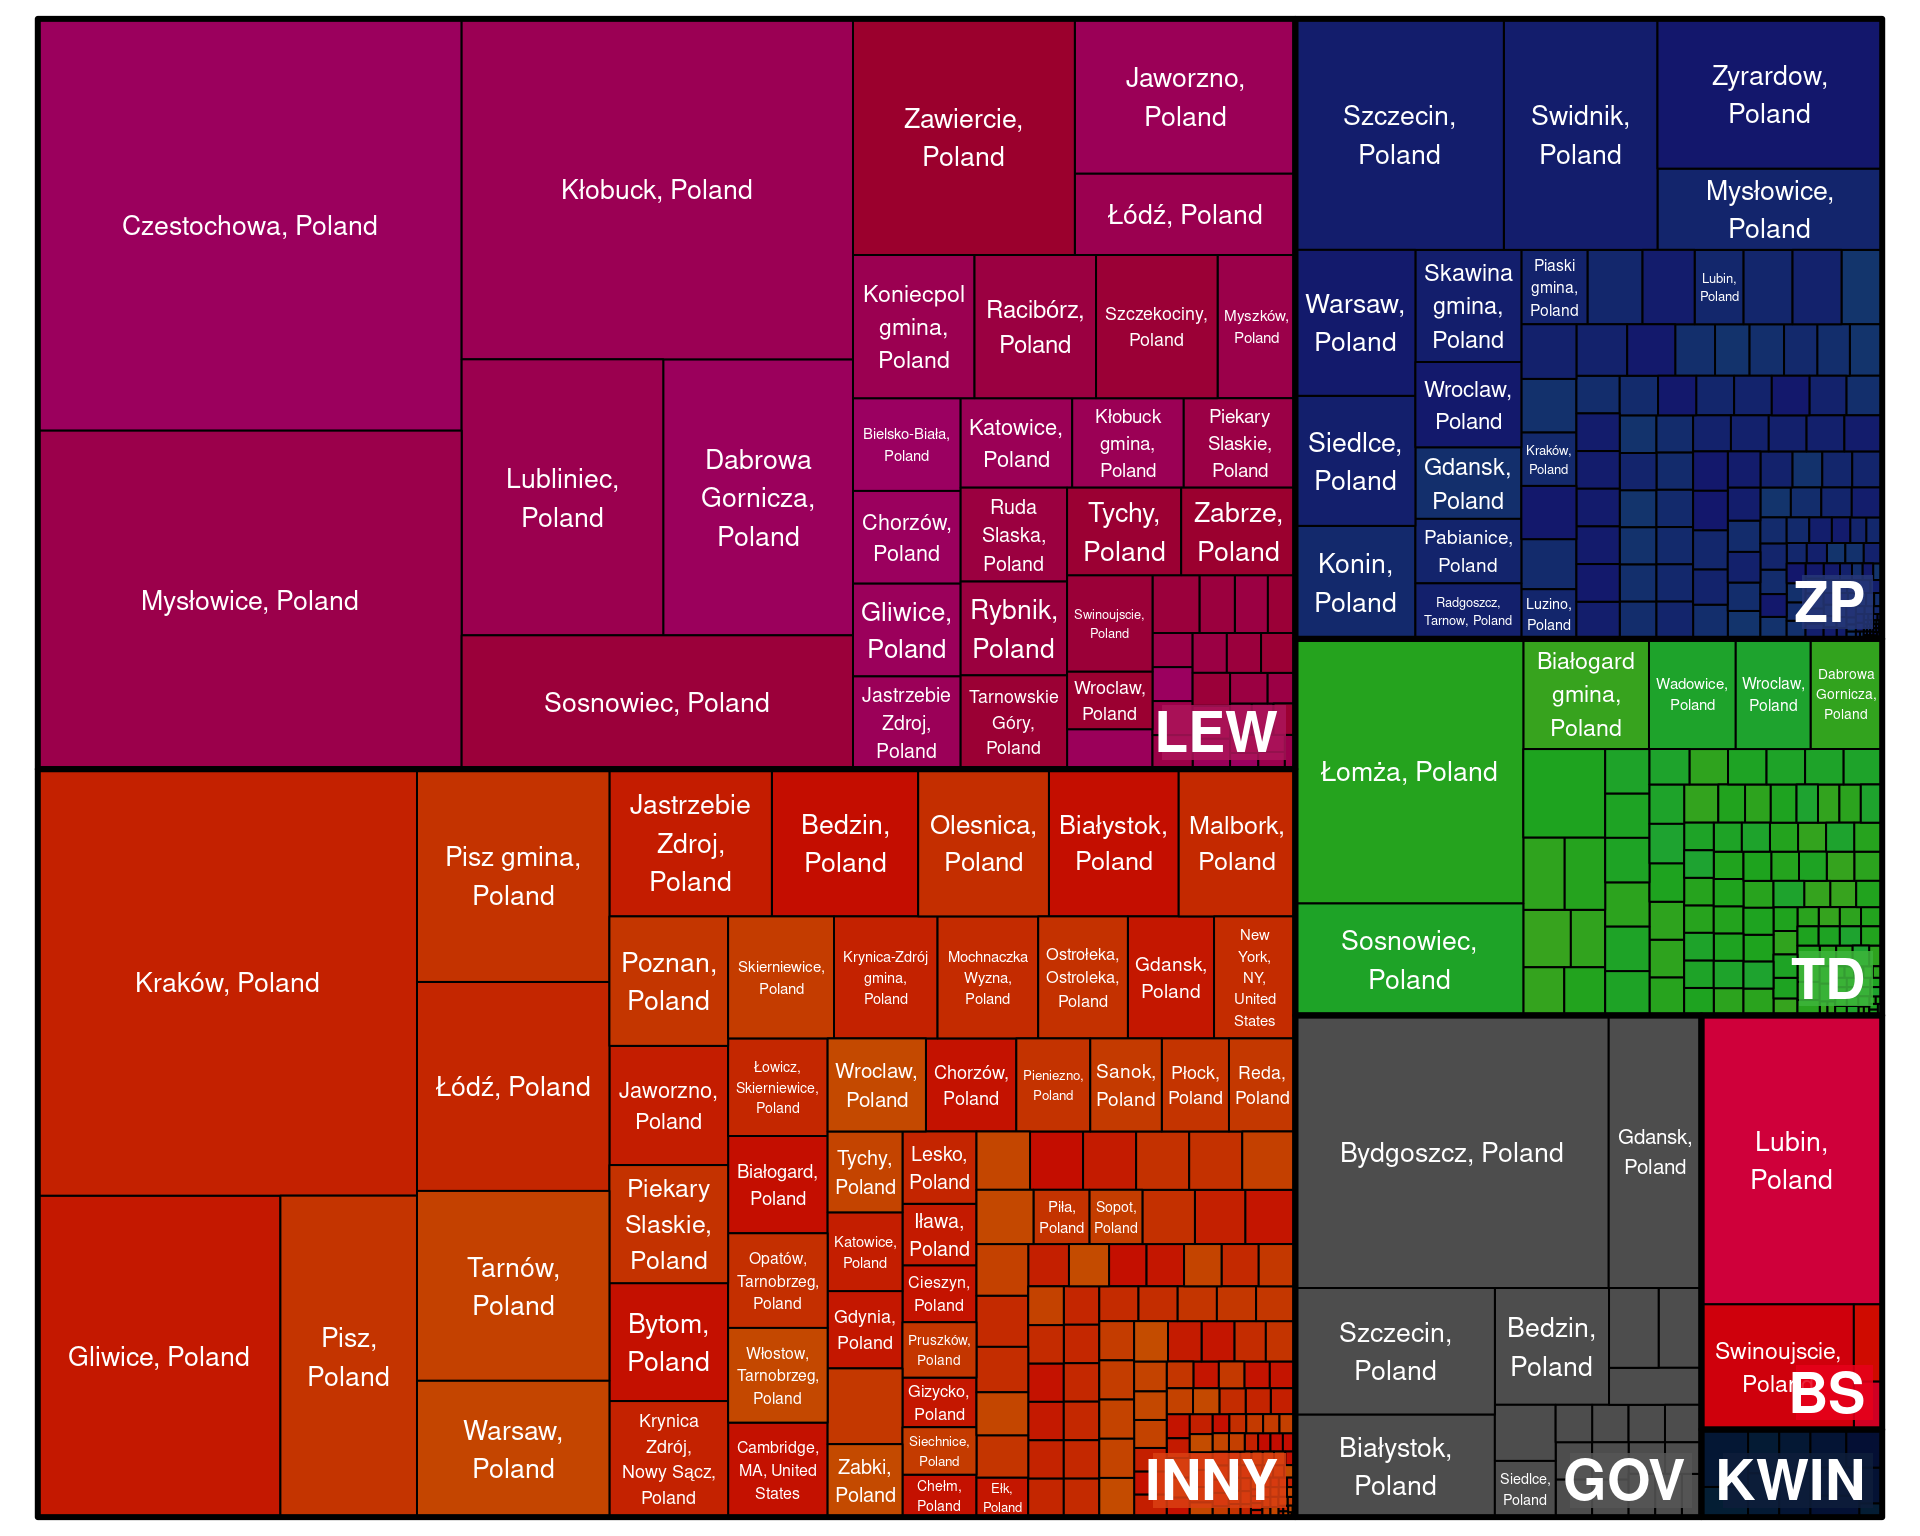 Czestochowa, Poland
Mysłowice, Poland
Kłobuck, Poland
Lubliniec,
Poland
Dabrowa
Gornicza,
Poland
Sosnowiec, Poland
Zawiercie,
Poland
Jaworzno,
Poland
Łódź, Poland
Koniecpol
gmina,
Poland
Racibórz,
Poland
Szczekociny,
Poland
Myszków,
Poland
Bielsko-Biała,
Poland
Katowice,
Poland
Kłobuck
gmina,
Poland
Piekary
Slaskie,
Poland
Chorzów,
Poland
Ruda
Slaska,
Poland
Tychy,
Poland
Zabrze,
Poland
Gliwice,
Poland
Rybnik,
Poland
Swinoujscie,
Poland
Jastrzebie
Zdroj,
Poland
Tarnowskie
Góry,
Poland
Wroclaw,
Poland
LEW
Szczecin,
Poland
Swidnik,
Poland
Zyrardow,
Poland
Mysłowice,
Poland
Warsaw,
Poland
Skawina
gmina,
Poland
Piaski
gmina,
Poland
Lubin,
Poland
Wroclaw,
Poland
Siedlce,
Poland
Gdansk,
Poland
Kraków,
Poland
Konin,
Poland
Pabianice,
Poland
Radgoszcz,
Tarnow, Poland
Luzino,
Poland
ZP
Łomża, Poland
Sosnowiec,
Poland
Białogard
gmina,
Poland
Wadowice,
Poland
Wroclaw,
Poland
Dabrowa
Gornicza,
Poland
TD
Kraków, Poland
Gliwice, Poland
Pisz,
Poland
Pisz gmina,
Poland
Łódź, Poland
Tarnów,
Poland
Warsaw,
Poland
Jastrzebie
Zdroj,
Poland
Bedzin,
Poland
Olesnica,
Poland
Białystok,
Poland
Malbork,
Poland
Poznan,
Poland
Skierniewice,
Poland
Krynica-Zdrój
gmina,
Poland
Mochnaczka
Wyzna,
Poland
Ostrołeka,
Ostroleka,
Poland
Gdansk,
Poland
New
York,
NY,
United
States
Jaworzno,
Poland
Łowicz,
Skierniewice,
Poland
Wroclaw,
Poland
Chorzów,
Poland
Pieniezno,
Poland
Sanok,
Poland
Płock,
Poland
Reda,
Poland
Piekary
Slaskie,
Poland
Białogard,
Poland
Tychy,
Poland
Lesko,
Poland
Katowice,
Poland
Iława,
Poland
Piła,
Poland
Sopot,
Poland
Opatów,
Tarnobrzeg,
Poland
Cieszyn,
Poland
Bytom,
Poland
Gdynia,
Poland
Pruszków,
Poland
Włostow,
Tarnobrzeg,
Poland
Gizycko,
Poland
Krynica
Zdrój,
Nowy Sącz,
Poland
Cambridge,
MA, United
States
Zabki,
Poland
Siechnice,
Poland
Chełm,
Poland
Ełk,
Poland
INNY
Bydgoszcz, Poland
Gdansk,
Poland
Szczecin,
Poland
Bedzin,
Poland
Białystok,
Poland
Siedlce,
Poland
GOV
Lubin,
Poland
Swinoujscie,
Poland
BS
KWIN